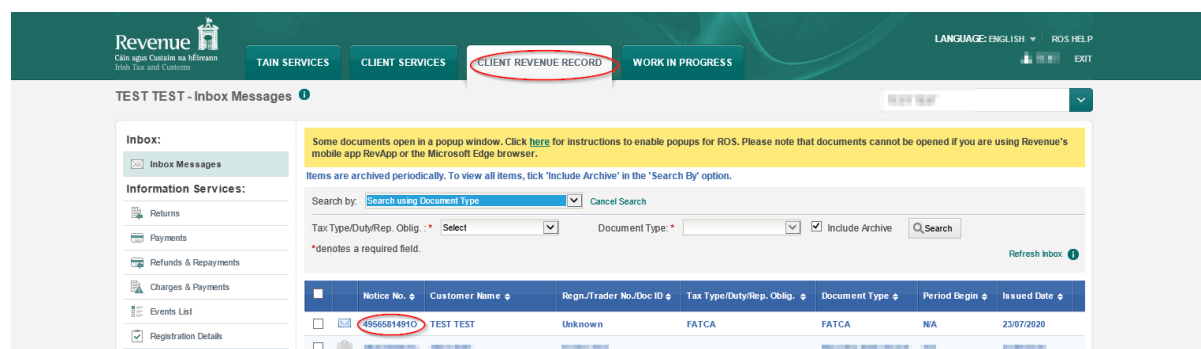 Revenue
Cáin agus Custaim na hÉireann
Irish Tax and Customs
TAIN SERVICES
CLIENT SERVICES
CLIENT REVENUE RECORD
WORK IN PROGRESS
LANGUAGE: ENGLISH
ROS HELP
EXIT
TEST TEST - Inbox Messages
Inbox:
Inbox Messages
Information Services:
Returns
Payments
Refunds & Repayments
Charges & Payments
Events List
Registration Details
Some documents open in a popup window. Click here for instructions to enable popups for ROS. Please note that documents cannot be opened if you are using Revenue's
mobile app RevApp or the Microsoft Edge browser.
Items are archived periodically. To view all items, tick 'Include Archive' in the 'Search By' option.
Search by: Search using Document Type Cancel Search
Tax Type/Duty/Rep. Oblig. : * Select Document Type: * Include Archive Search
*denotes a required field.
Refresh Inbox
Notice No. Customer Name Regn./Trader No./Doc ID Tax Type/Duty/Rep. Oblig. Document Type Period Begin Issued Date
4956581491O TEST TEST Unknown FATCA FATCA N/A 23/07/2020